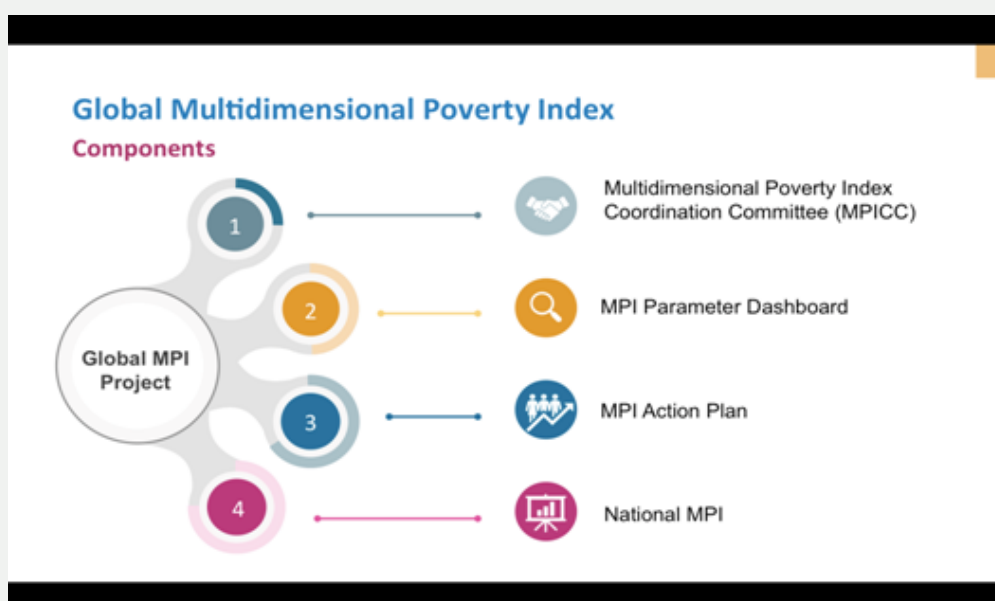 Global Multidimensional Poverty Index
Components
Global MPI
Project
1
Multidimensional Poverty Index
Coordination Committee (MPICC)
2
MPI Parameter Dashboard
3
MPI Action Plan
4
National MPI